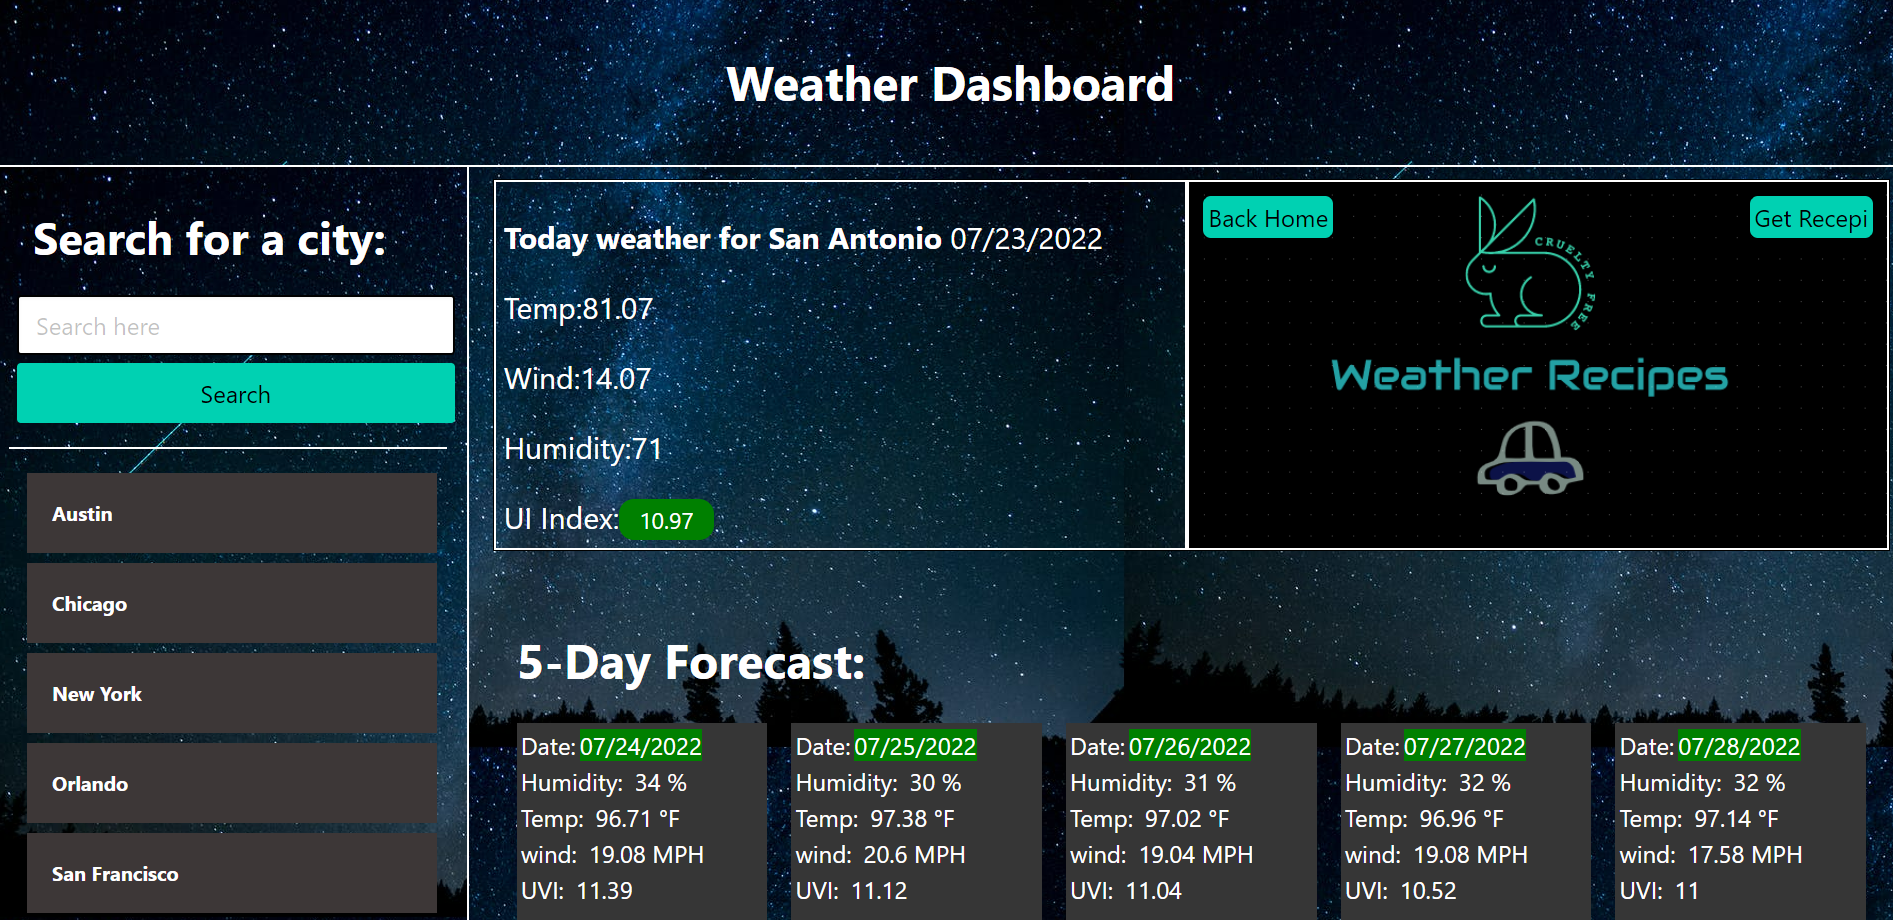 Weather Dashboard
Search for a city:
Search here
Search
Austin
Chicago
New York
Orlando
San Francisco
Today weather for San Antonio 07/23/2022
Temp:81.07
Wind:14.07
Humidity:71
UI Index: 10.97
Back Home
Get Recepi
CRUELTY FREE
Weather Recipes
5-Day Forecast:
Date: 07/24/2022
Humidity: 34 %
Temp: 96.71 °F
wind: 19.08 MPH
UVI: 11.39
Date: 07/25/2022
Humidity: 30 %
Temp: 97.38 °F
wind: 20.6 MPH
UVI: 11.12
Date: 07/26/2022
Humidity: 31 %
Temp: 97.02 °F
wind: 19.04 MPH
UVI: 11.04
Date: 07/27/2022
Humidity: 32 %
Temp: 96.96 °F
wind: 19.08 MPH
UVI: 10.52
Date: 07/28/2022
Humidity: 32 %
Temp: 97.14 °F
wind: 17.58 MPH
UVI: 11